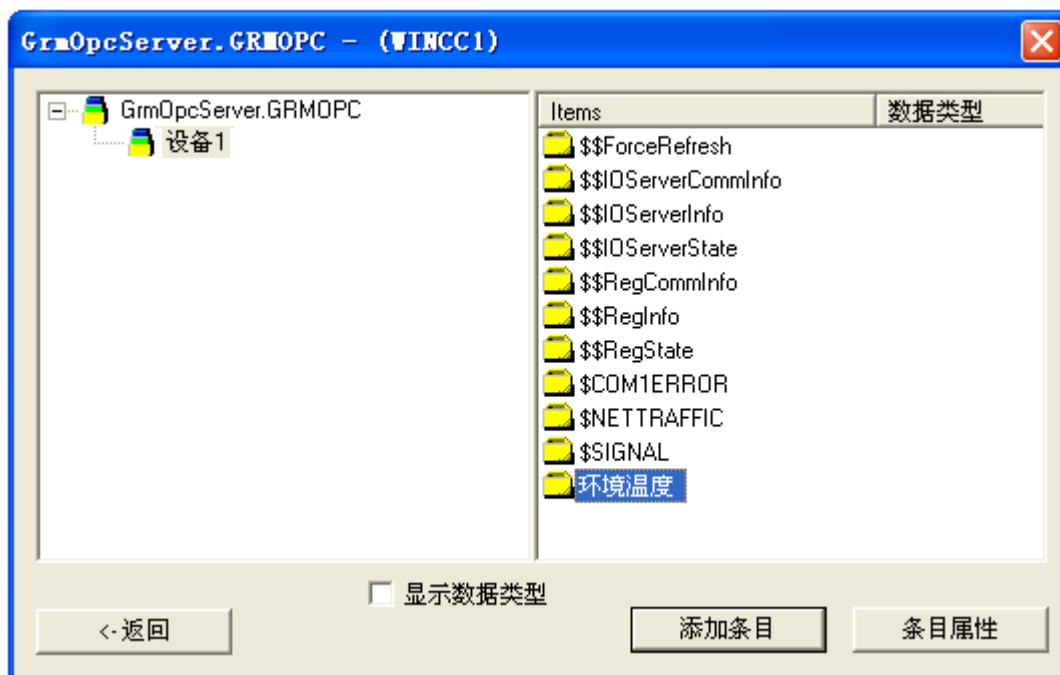 GrmOpcServer.GRMOPC - (WINCC1)
GrmOpcServer.GRMOPC
设备1
Items 数据类型
$$ForceRefresh
$$IOServerCommInfo
$$IOServerInfo
$$IOServerState
$$RegCommInfo
$$RegInfo
$$RegState
$COM1ERROR
$NETTRAFFIC
$SIGNAL
环境温度
显示数据类型
<-返回 添加条目 条目属性